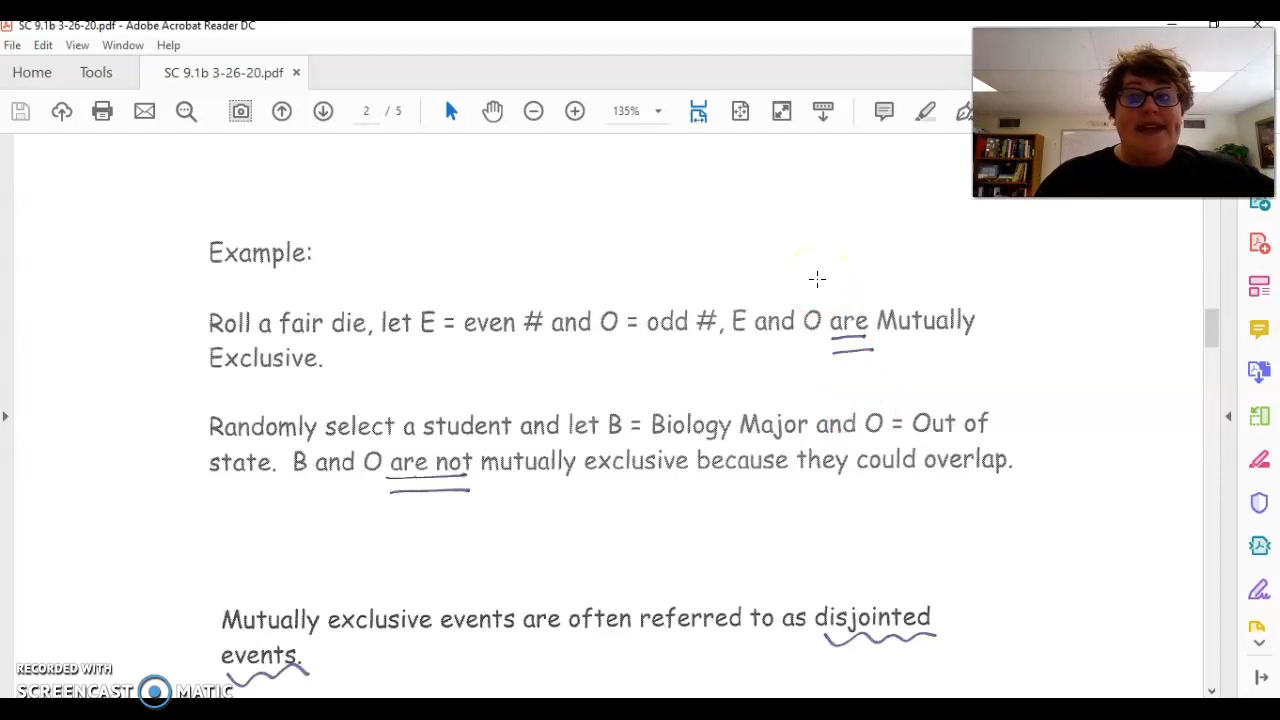 SC 9.1b 3-26-20.pdf - Adobe Acrobat Reader DC
File Edit View Window Help
Home Tools SC 9.1b 3-26-20.pdf ×
2 / 5 135%
Example:
Roll a fair die, let E = even # and O = odd #, E and O are Mutually
Exclusive.
Randomly select a student and let B = Biology Major and O = Out of
state. B and O are not mutually exclusive because they could overlap.
Mutually exclusive events are often referred to as disjointed
events.
RECORDED WITH
SCREENCAST MATIC